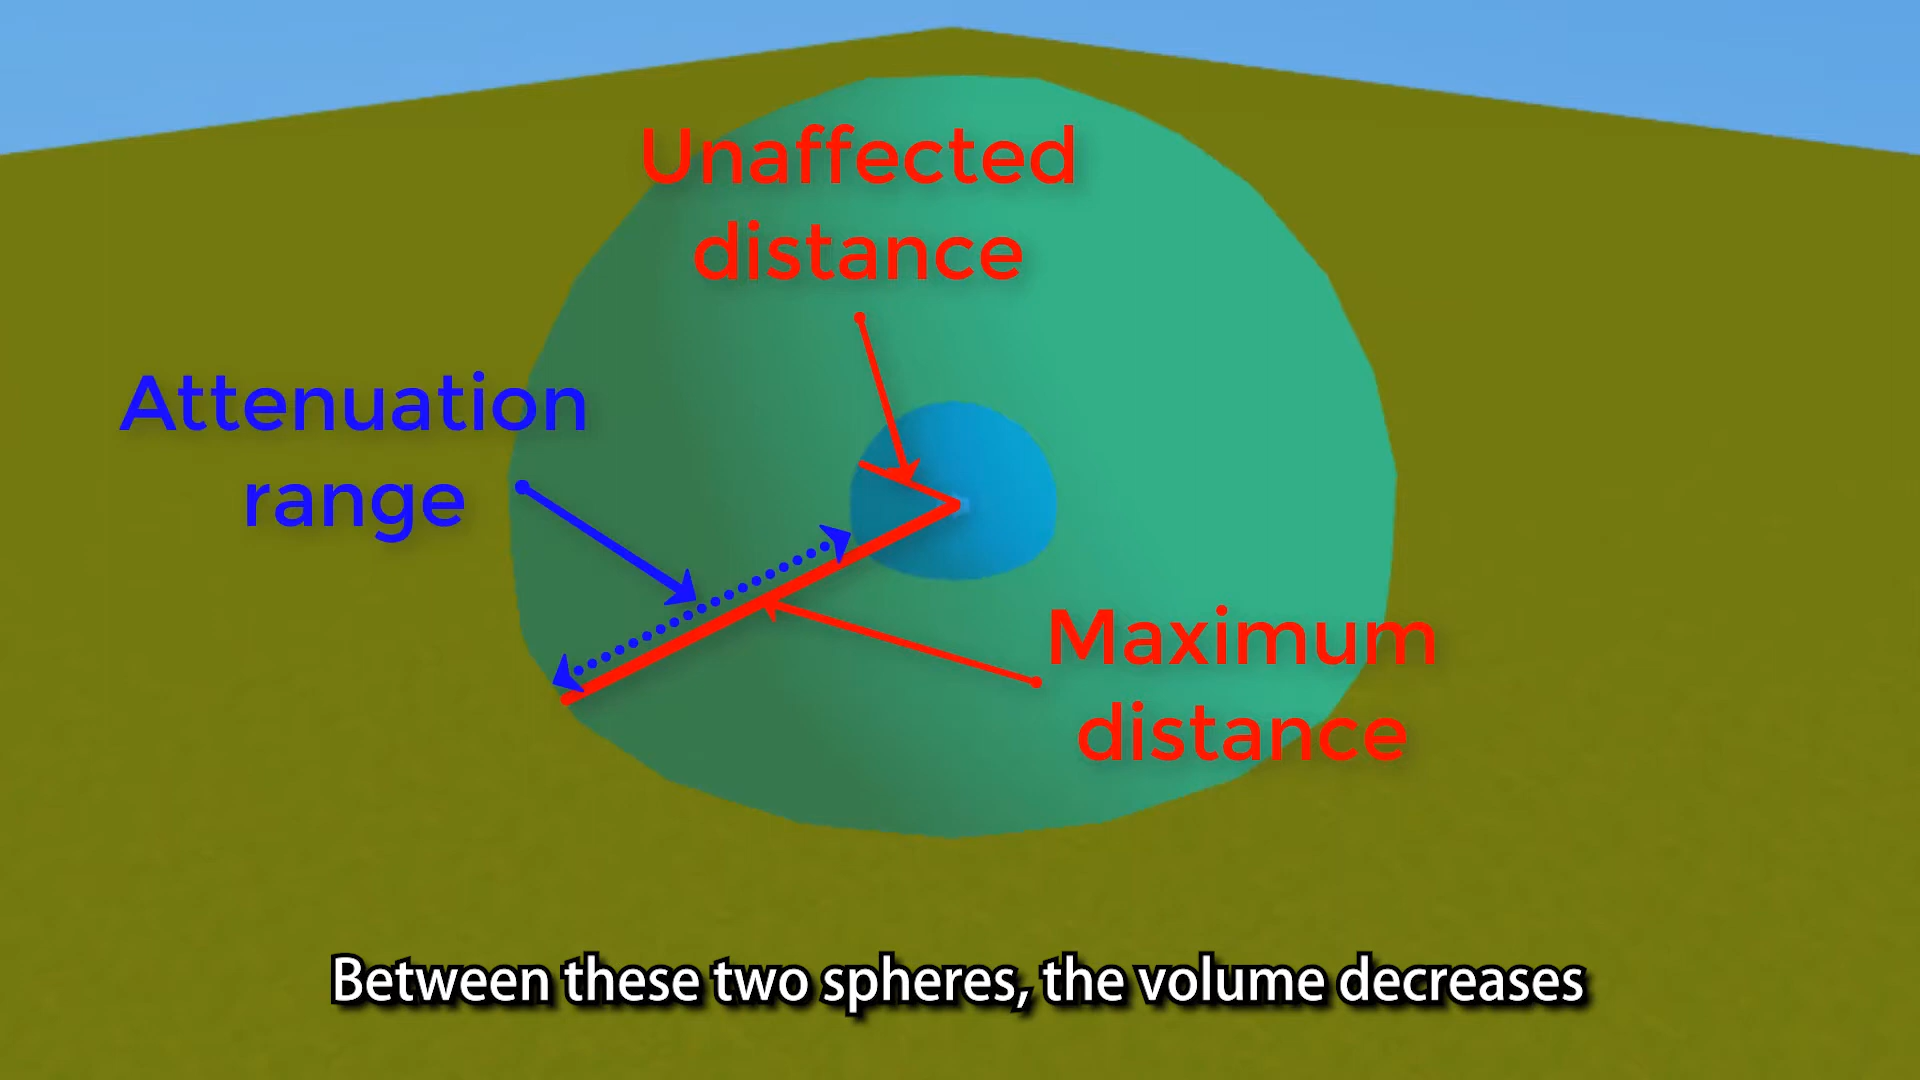 Unaffected
distance
Attenuation
range
Maximum
distance
Between these two spheres, the volume decreases